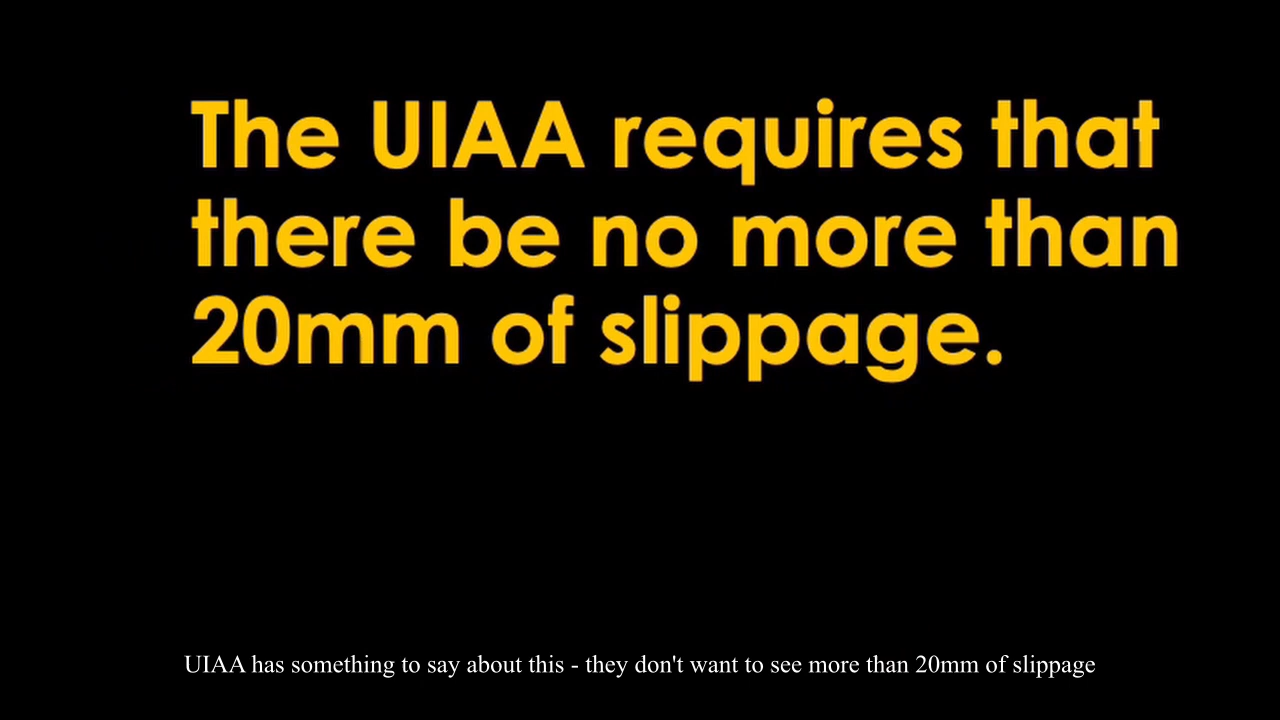 The UIAA requires that
there be no more than
20mm of slippage.
UIAA has something to say about this - they don't want to see more than 20mm of slippage